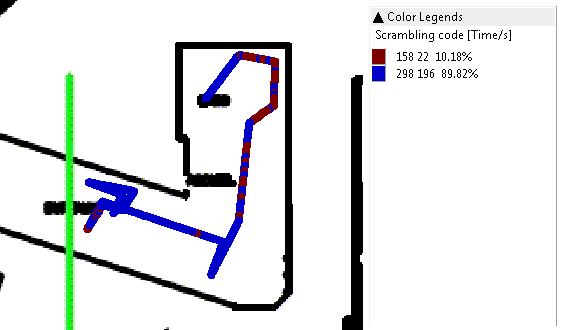 ▲ Color Legends
Scrambling code [Time/s]
158 22 10.18%
298 196 89.82%